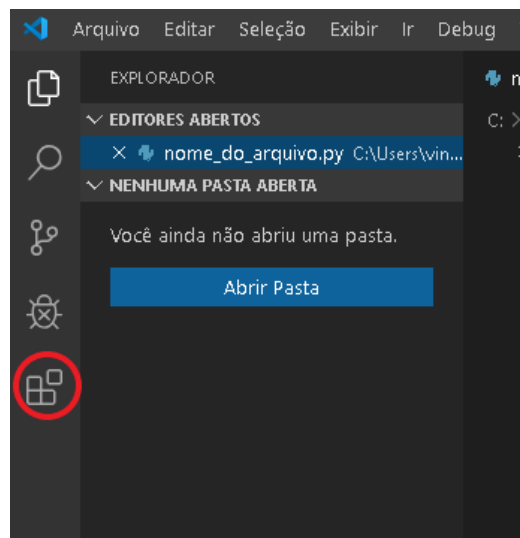 Arquivo Editar Seleção Exibir Ir Debug
EXPLORADOR
EDITORES ABERTOS
nome_do_arquivo.py C:\Users\vin...
C:
NENHUMA PASTA ABERTA
Você ainda não abriu uma pasta.
Abrir Pasta